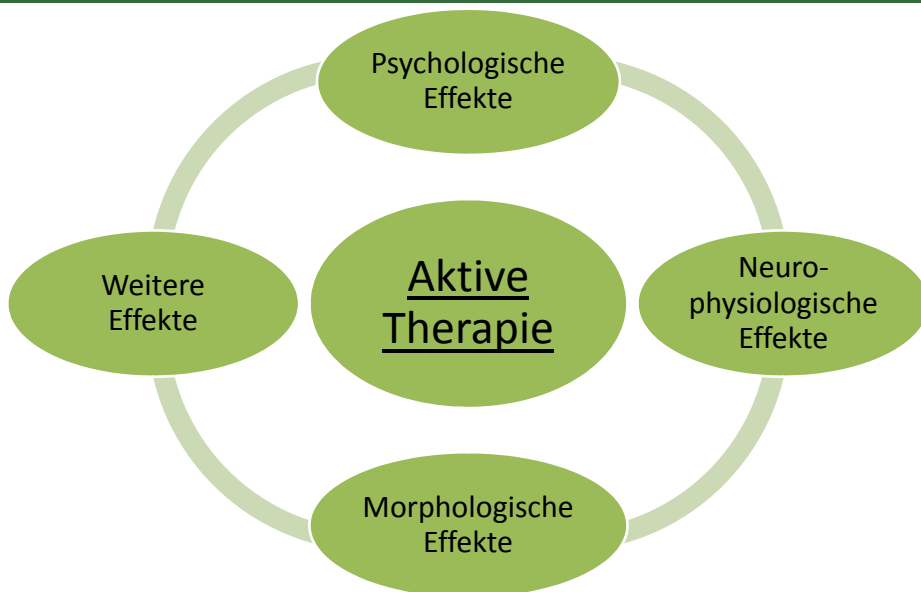 Psychologische
Effekte
Weitere
Effekte
Aktive
Therapie
Neuro-
physiologische
Effekte
Morphologische
Effekte